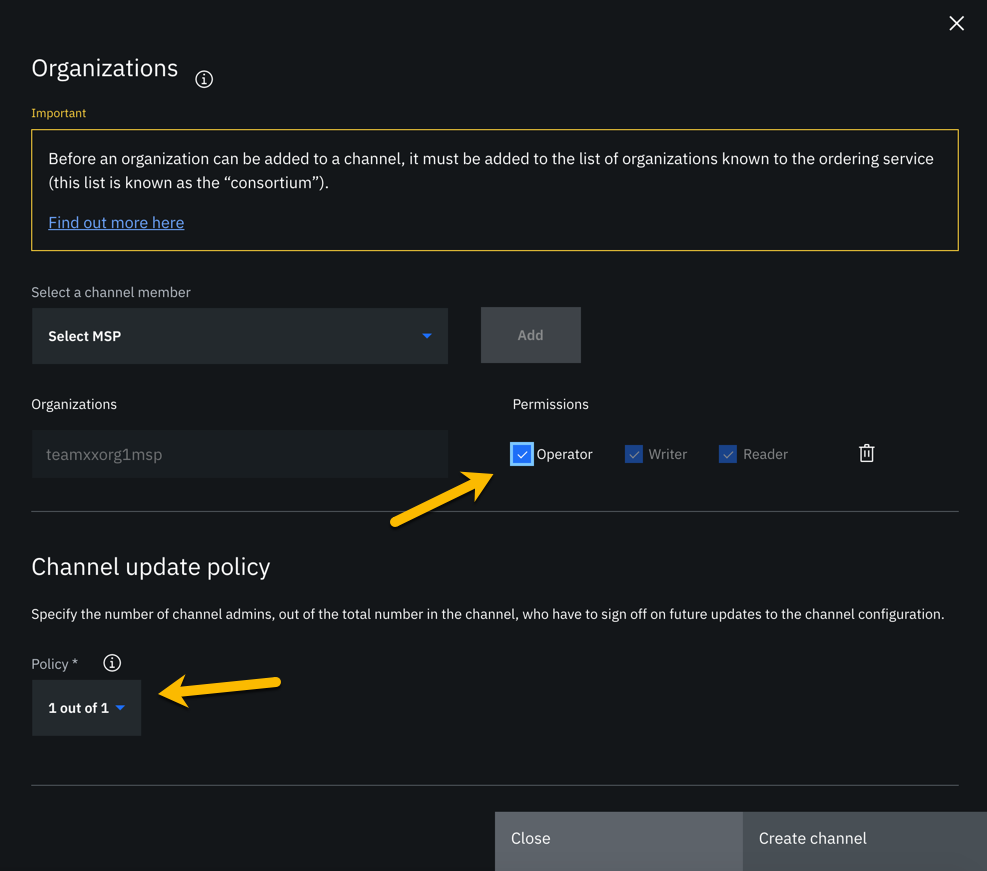 Organizations
Important
Before an organization can be added to a channel, it must be added to the list of organizations known to the ordering service
(this list is known as the “consortium”).
Find out more here
Select a channel member
Select MSP
Add
Organizations
Permissions
teamxxorg1msp
Operator
Writer
Reader
Channel update policy
Specify the number of channel admins, out of the total number in the channel, who have to sign off on future updates to the channel configuration.
Policy *
1 out of 1
Close
Create channel